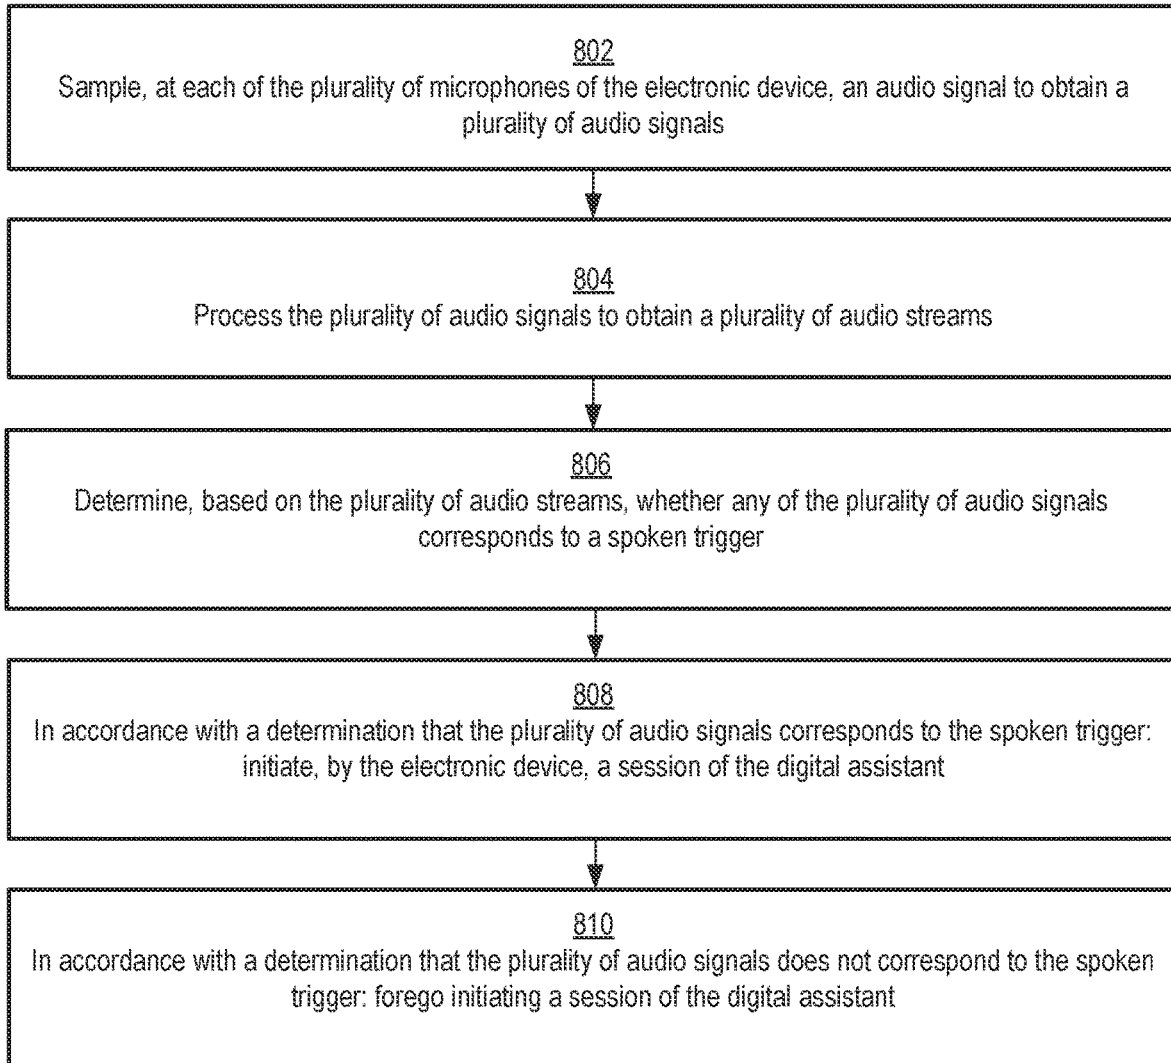 802
Sample, at each of the plurality of microphones of the electronic device, an audio signal to obtain a
plurality of audio signals
804
Process the plurality of audio signals to obtain a plurality of audio streams
806
Determine, based on the plurality of audio streams, whether any of the plurality of audio signals
corresponds to a spoken trigger
808
In accordance with a determination that the plurality of audio signals corresponds to the spoken trigger:
initiate, by the electronic device, a session of the digital assistant
810
In accordance with a determination that the plurality of audio signals does not correspond to the spoken
trigger: forego initiating a session of the digital assistant